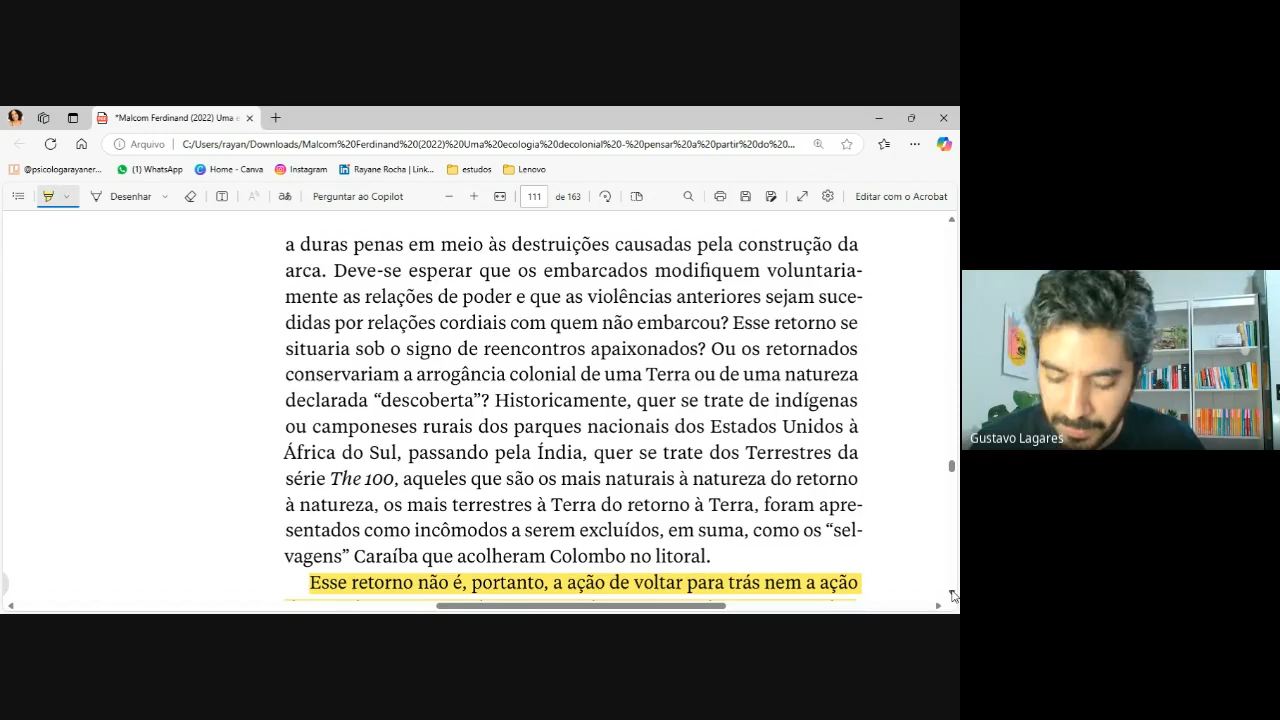 *Malcom Ferdinand (2022) Uma e
Arquivo
C:/Users/rayan/Downloads/Malcom%20Ferdinand%20(2022)%20Uma%20ecologia%20decolonial%20-%20pensar%20a%20partir%20do%20...
@psicologarayaner...
(1) WhatsApp
Home - Canva
Instagram
Rayane Rocha | Link...
estudos
Lenovo
Desenhar
Perguntar ao Copilot
111
de 163
Editar com o Acrobat
a duras penas em meio às destruições causadas pela construção da
arca. Deve-se esperar que os embarcados modifiquem voluntaria-
mente as relações de poder e que as violências anteriores sejam suce-
didas por relações cordiais com quem não embarcou? Esse retorno se
situaria sob o signo de reencontros apaixonados? Ou os retornados
conservariam a arrogância colonial de uma Terra ou de uma natureza
declarada “descoberta”? Historicamente, quer se trate de indígenas
ou camponeses rurais dos parques nacionais dos Estados Unidos à
África do Sul, passando pela Índia, quer se trate dos Terrestres da
série The 100, aqueles que são os mais naturais à natureza do retorno
à natureza, os mais terrestres à Terra do retorno à Terra, foram apre-
sentados como incômodos a serem excluídos, em suma, como os “sel-
vagens” Caraíba que acolheram Colombo no litoral.
Esse retorno não é, portanto, a ação de voltar para trás nem a ação
Gustavo Lagares